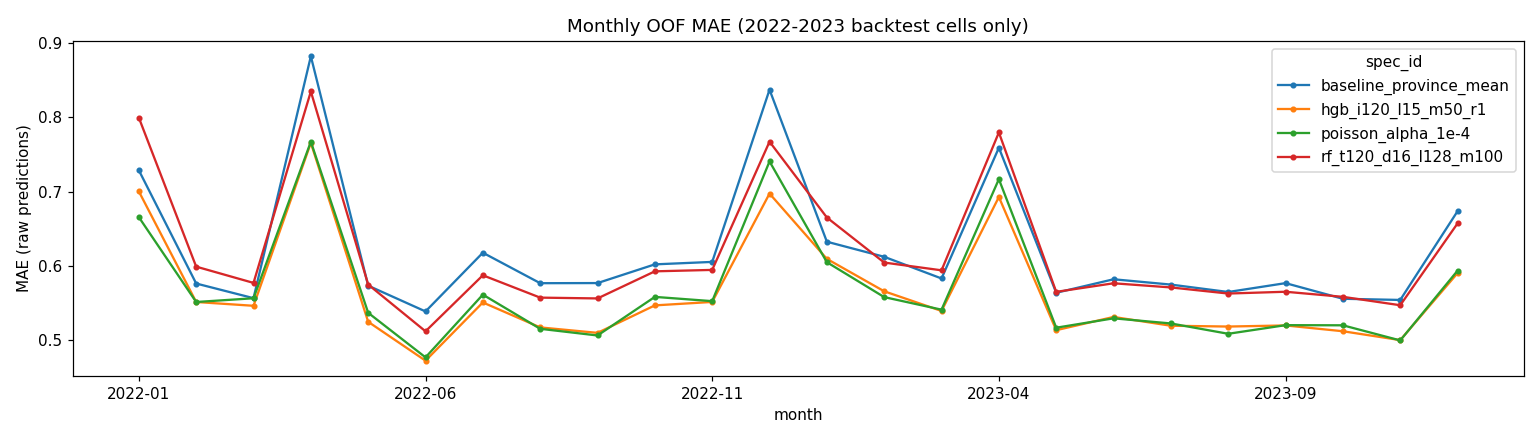 Monthly OOF MAE (2022-2023 backtest cells only)
0.9
0.8
0.7
0.6
0.5
MAE (raw predictions)
spec_id
baseline_province_mean
hgb_i120_l15_m50_r1
poisson_alpha_1e-4
rf_t120_d16_l128_m100
2022-01
2022-06
2022-11
2023-04
2023-09
month